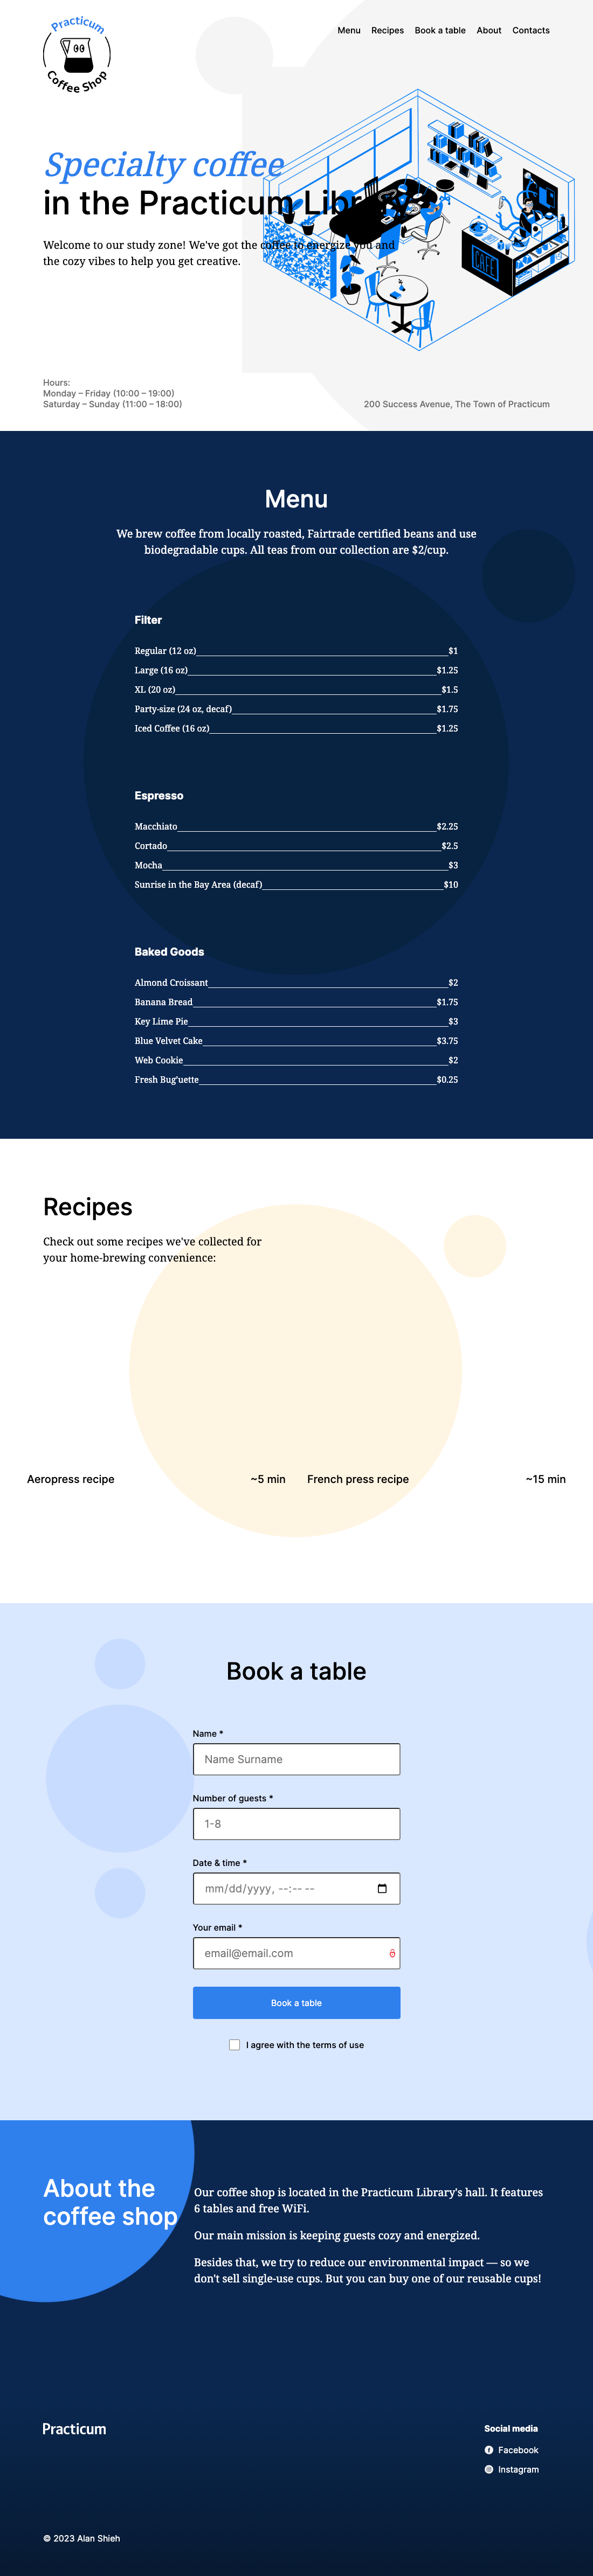 Practicum
Coffee Shop
Menu Recipes Book a table About Contacts
Specialty coffee
in the Practicum Library
Welcome to our study zone! We've got the coffee to energize you and
the cozy vibes to help you get creative.
CAFE
Hours:
Monday – Friday (10:00 – 19:00)
Saturday – Sunday (11:00 – 18:00)
200 Success Avenue, The Town of Practicum
Menu
We brew coffee from locally roasted, Fairtrade certified beans and use
biodegradable cups. All teas from our collection are $2/cup.
Filter
Regular (12 oz) $1
Large (16 oz) $1.25
XL (20 oz) $1.5
Party-size (24 oz, decaf) $1.75
Iced Coffee (16 oz) $1.25
Espresso
Macchiato $2.25
Cortado $2.5
Mocha $3
Sunrise in the Bay Area (decaf) $10
Baked Goods
Almond Croissant $2
Banana Bread $1.75
Key Lime Pie $3
Blue Velvet Cake $3.75
Web Cookie $2
Fresh Bug'uette $0.25
Recipes
Check out some recipes we've collected for
your home-brewing convenience:
Aeropress recipe ~5 min French press recipe ~15 min
Book a table
Name *
Name Surname
Number of guests *
1-8
Date & time *
mm/dd/yyyy, --:-- --
Your email *
email@email.com
Book a table
I agree with the terms of use
About the
coffee shop
Our coffee shop is located in the Practicum Library's hall. It features
6 tables and free WiFi.
Our main mission is keeping guests cozy and energized.
Besides that, we try to reduce our environmental impact — so we
don't sell single-use cups. But you can buy one of our reusable cups!
Practicum
Social media
Facebook
Instagram
© 2023 Alan Shieh